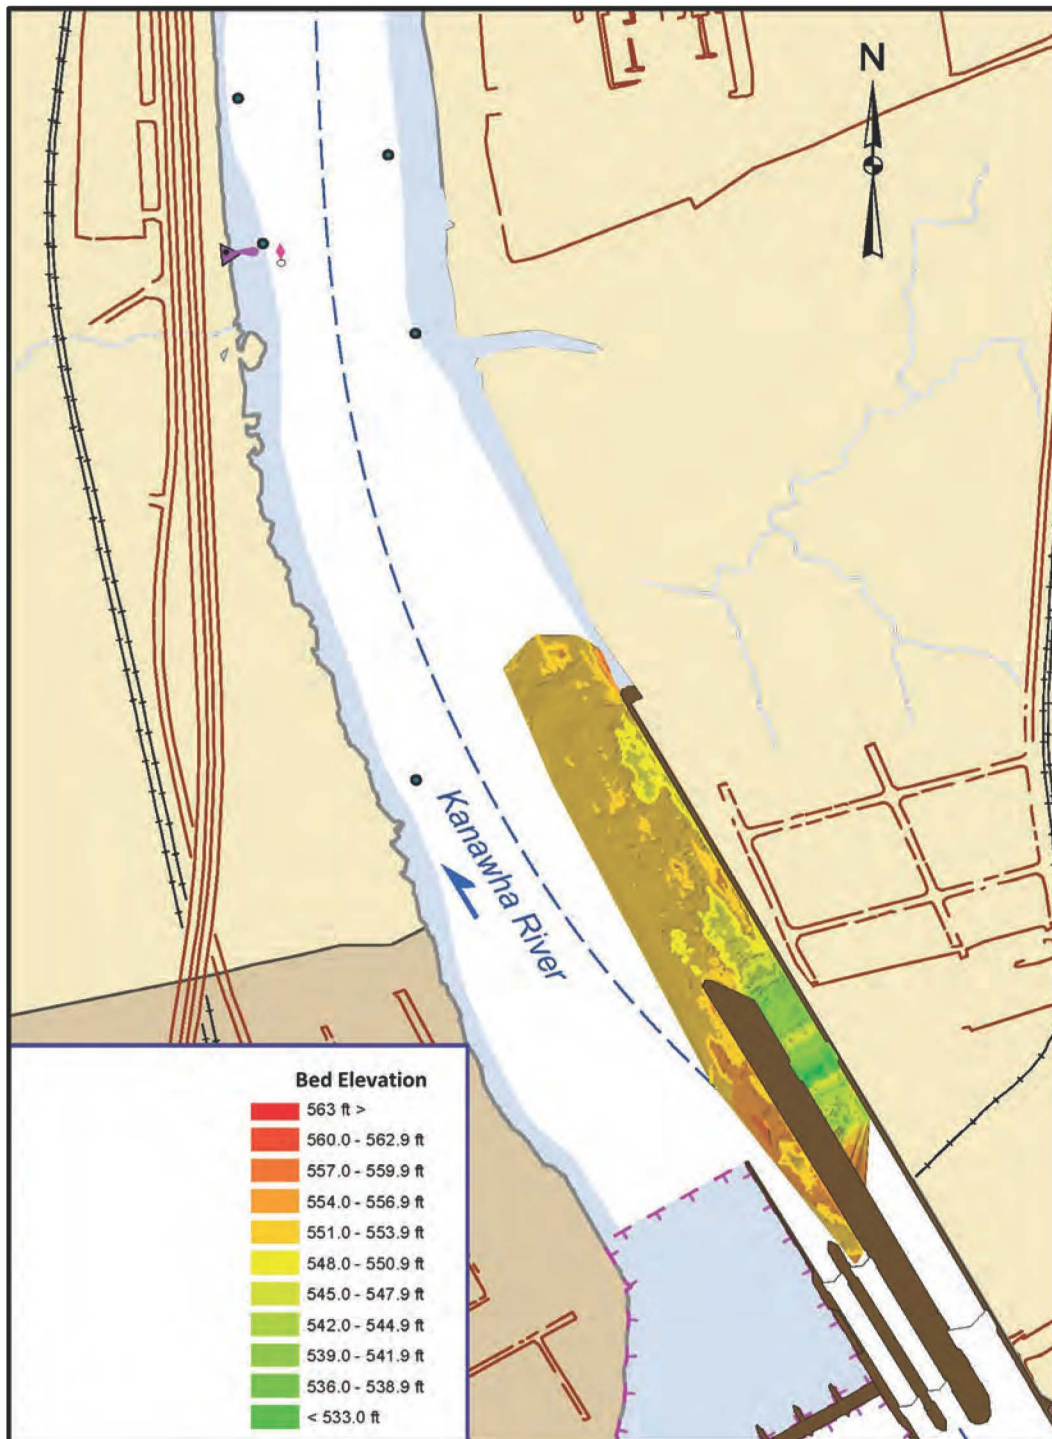 N
Kanawha River
Bed Elevation
563 ft >
560.0 - 562.9 ft
557.0 - 559.9 ft
554.0 - 556.9 ft
551.0 - 553.9 ft
548.0 - 550.9 ft
545.0 - 547.9 ft
542.0 - 544.9 ft
539.0 - 541.9 ft
536.0 - 538.9 ft
< 533.0 ft